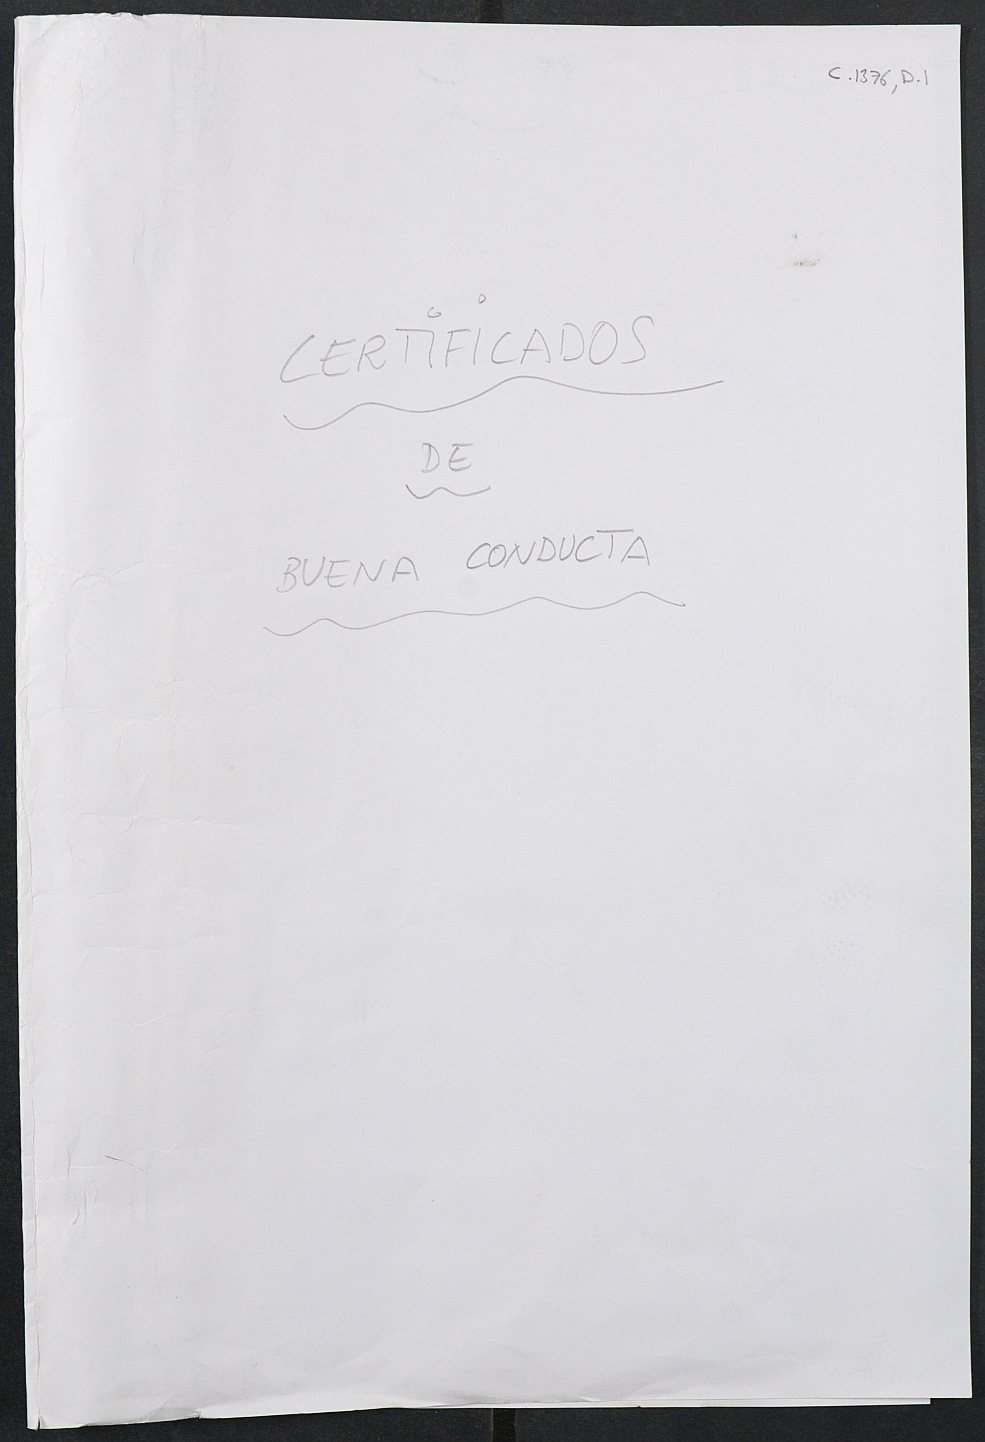 C.1376, D.1
CERTIFICADOS
DE
BUENA CONDUCTA